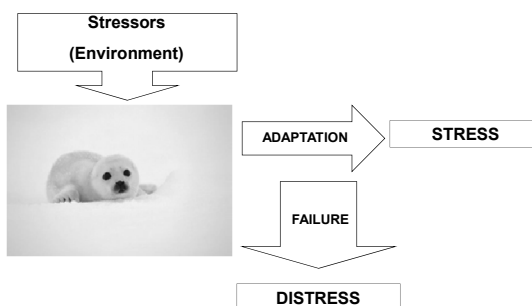 Stressors
(Environment)
ADAPTATION
STRESS
FAILURE
DISTRESS